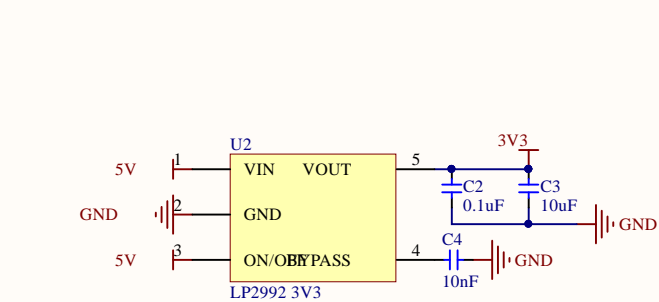 3V3
U2
5V 1 VIN VOUT 5
C2 C3
0.1uF 10uF
GND 2 GND GND
C4
5V 3 ON/OFF BYPASS 4 GND
10nF
LP2992 3V3